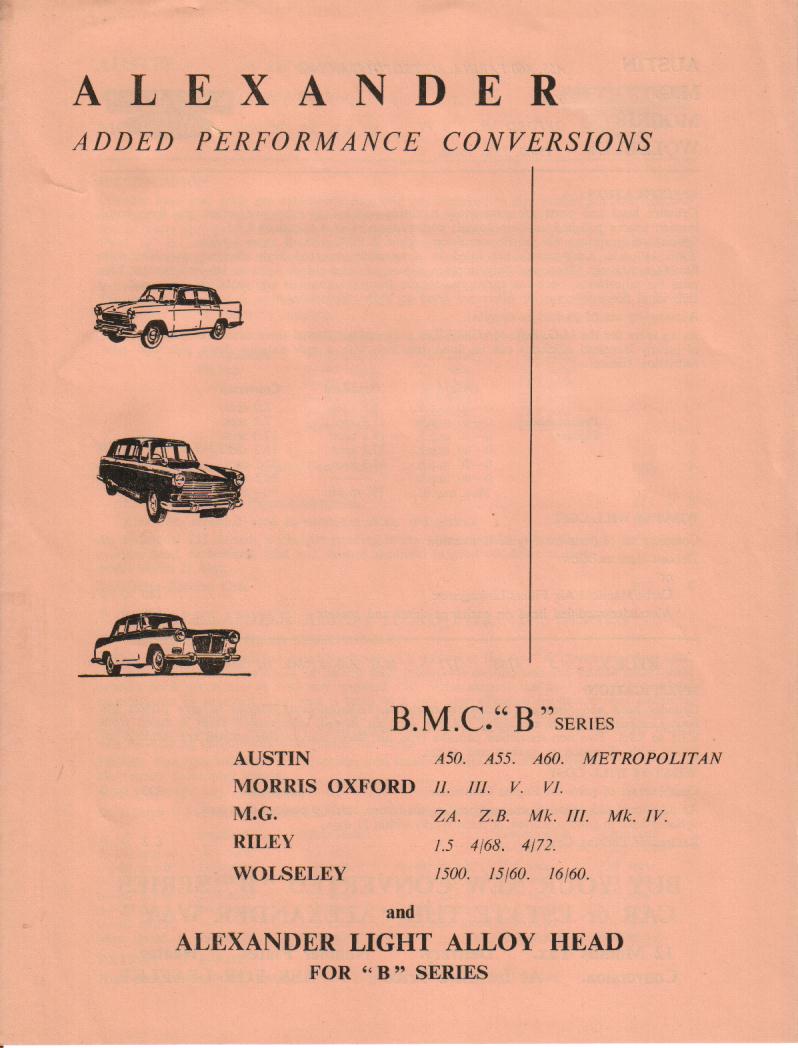 ALEXANDER
ADDED PERFORMANCE CONVERSIONS
B.M.C. “B” SERIES
AUSTIN A50. A55. A60. METROPOLITAN
MORRIS OXFORD II. III. V. VI.
M.G. ZA. Z.B. Mk. III. Mk. IV.
RILEY 1.5 4/68. 4/72.
WOLSELEY 1500. 15/60. 16/60.
and
ALEXANDER LIGHT ALLOY HEAD
FOR “B” SERIES